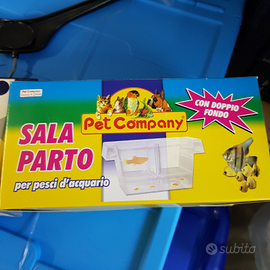 Pet Company
SALA
PARTO
per pesci d'acquario
CON DOPPIO
FONDO
subito